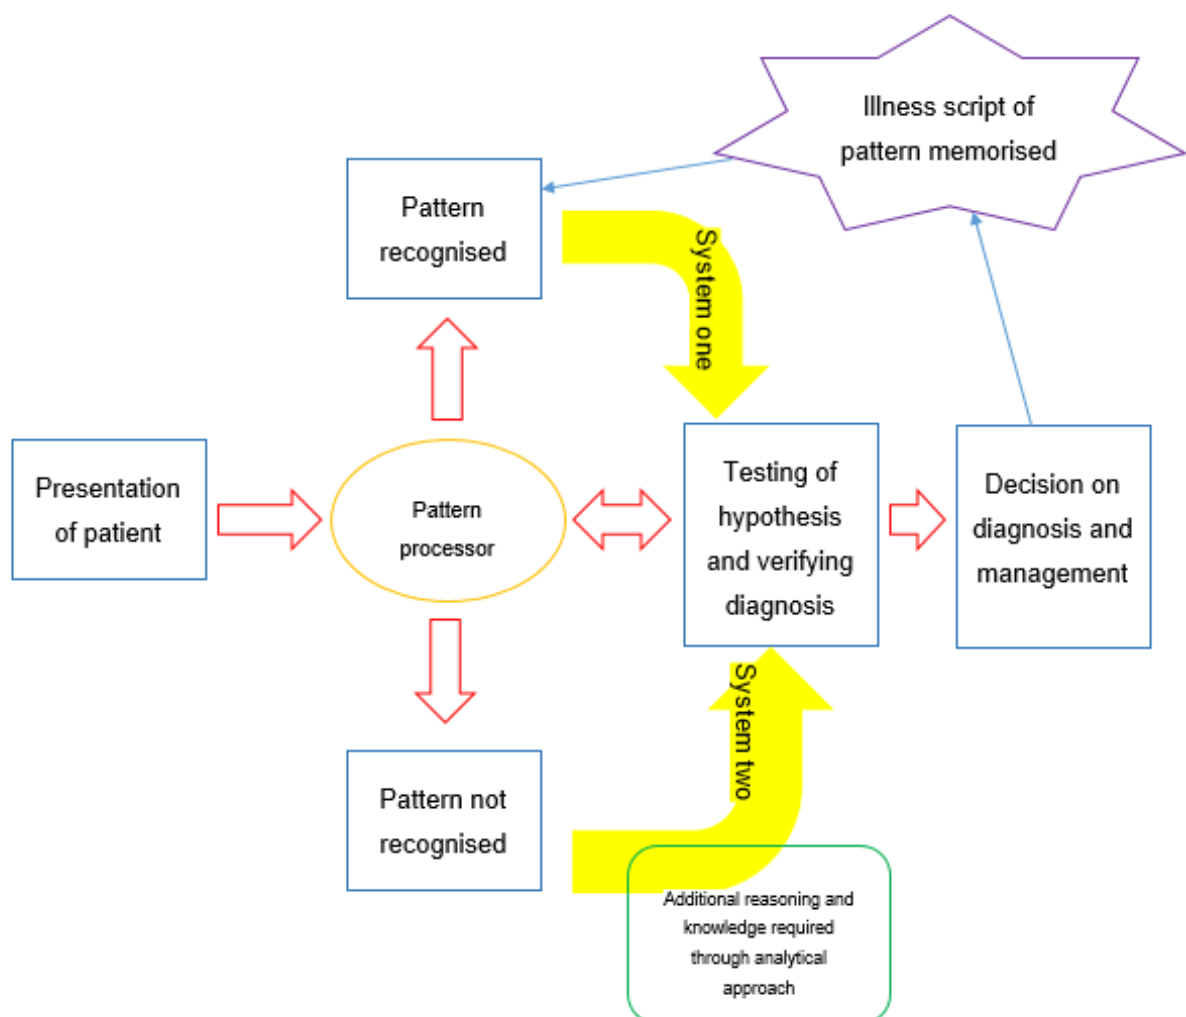 Illness script of
pattern memorised
Pattern
recognised
System one
Presentation
of patient
Pattern
processor
Testing of
hypothesis
and verifying
diagnosis
Decision on
diagnosis and
management
System two
Pattern not
recognised
Additional reasoning and
knowledge required
through analytical
approach